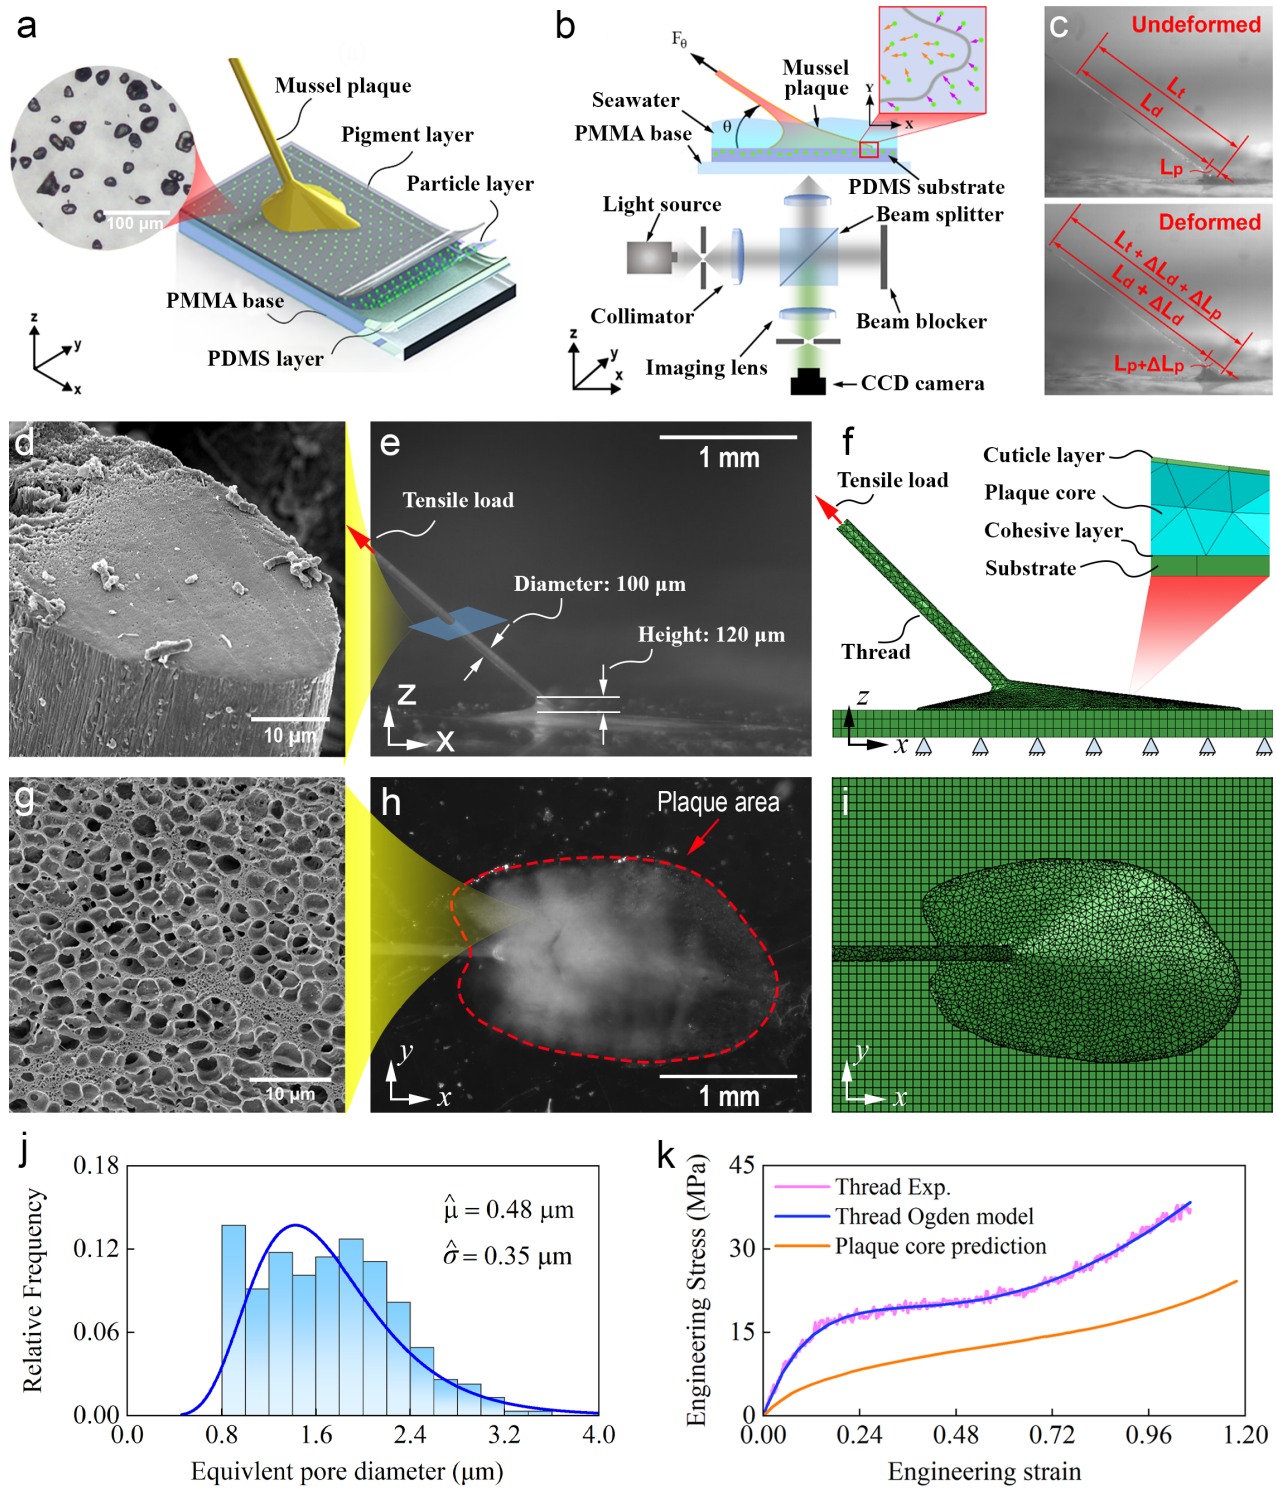 a
Mussel plaque
Pigment layer
Particle layer
100 μm
PMMA base
PDMS layer
z
y
x
b
Fθ
Mussel
plaque
Seawater
θ
PMMA base
Y
X
PDMS substrate
Light source
Beam splitter
Collimator
Beam blocker
Imaging lens
CCD camera
z
y
x
c
Undeformed
Lt
Ld
Lp
Deformed
Lt + ΔLd + ΔLp
Ld + ΔLd
Lp+ΔLp
d
10 μm
e
1 mm
Tensile load
Diameter: 100 μm
Height: 120 μm
Z
X
f
Cuticle layer
Tensile load
Plaque core
Cohesive layer
Substrate
Thread
z
x
g
10 μm
h
Plaque area
y
x
1 mm
i
y
x
j
0.18
0.12
0.06
0.00
0.0
0.8
1.6
2.4
3.2
4.0
Relative Frequency
μ̂ = 0.48 μm
σ̂ = 0.35 μm
Equivlent pore diameter (μm)
k
45
30
15
0
0.00
0.24
0.48
0.72
0.96
1.20
Engineering Stress (MPa)
Thread Exp.
Thread Ogden model
Plaque core prediction
Engineering strain